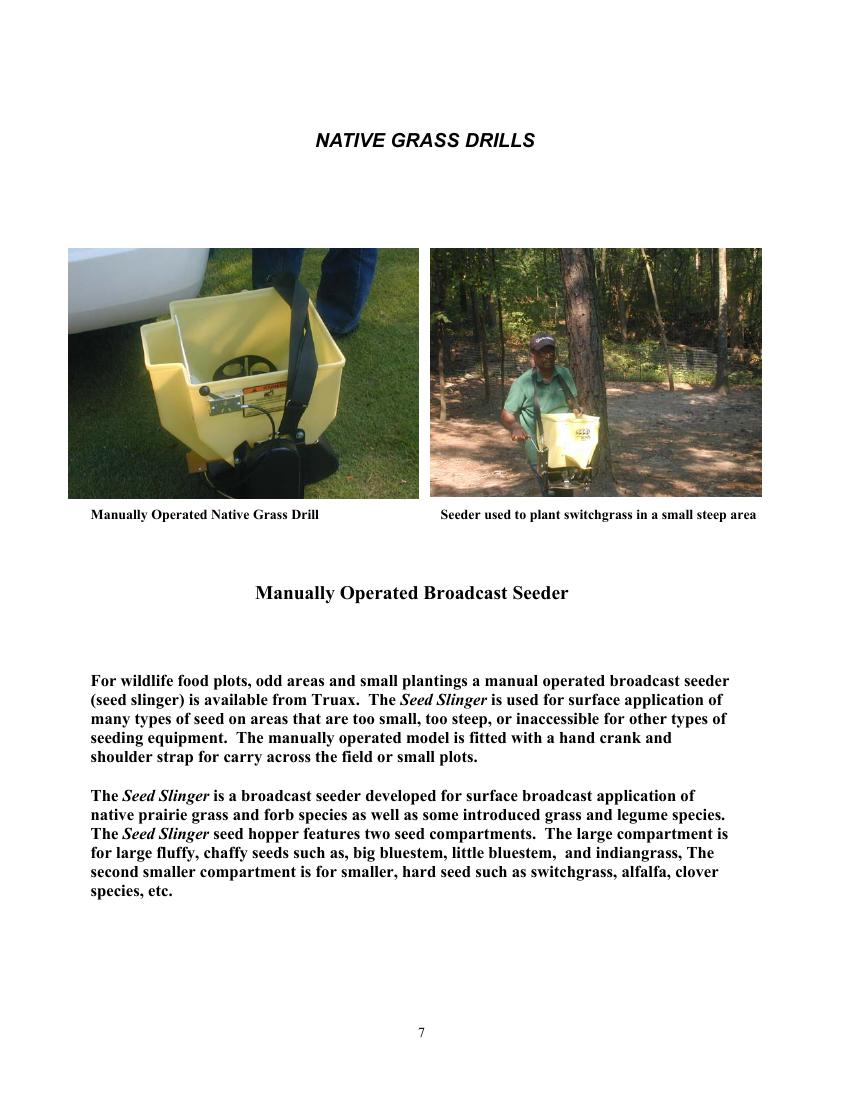 NATIVE GRASS DRILLS
Manually Operated Native Grass Drill
Seeder used to plant switchgrass in a small steep area
Manually Operated Broadcast Seeder
For wildlife food plots, odd areas and small plantings a manual operated broadcast seeder
(seed slinger) is available from Truax.  The Seed Slinger is used for surface application of
many types of seed on areas that are too small, too steep, or inaccessible for other types of
seeding equipment.  The manually operated model is fitted with a hand crank and
shoulder strap for carry across the field or small plots.
The Seed Slinger is a broadcast seeder developed for surface broadcast application of
native prairie grass and forb species as well as some introduced grass and legume species.
The Seed Slinger seed hopper features two seed compartments.  The large compartment is
for large fluffy, chaffy seeds such as, big bluestem, little bluestem,  and indiangrass, The
second smaller compartment is for smaller, hard seed such as switchgrass, alfalfa, clover
species, etc.
7